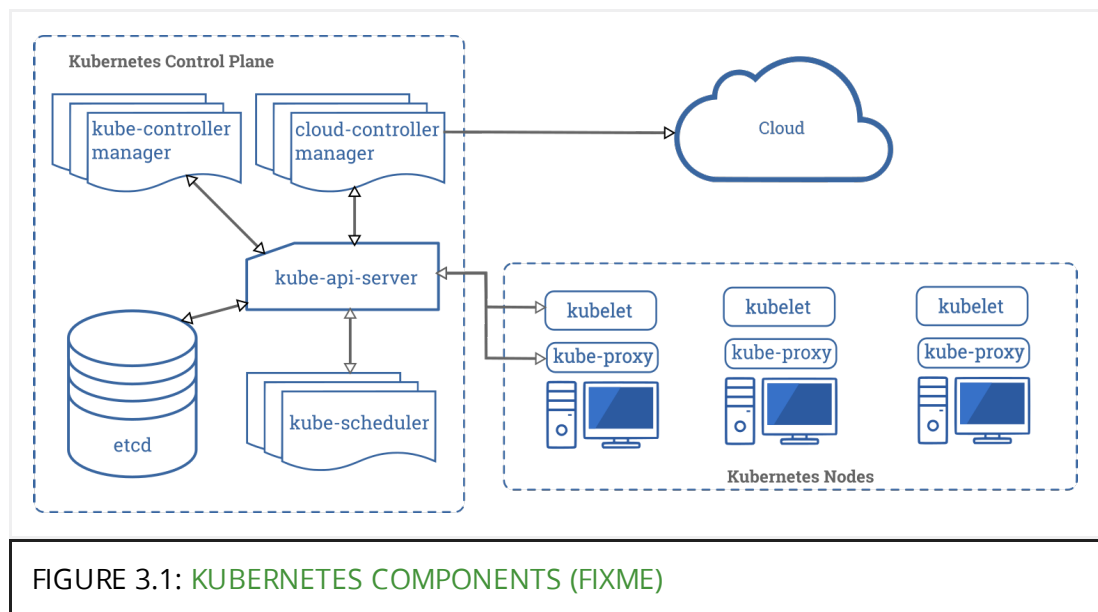 Kubernetes Control Plane
kube-controller
manager
cloud-controller
manager
Cloud
kube-api-server
etcd
kube-scheduler
kubelet
kubelet
kubelet
kube-proxy
kube-proxy
kube-proxy
Kubernetes Nodes
FIGURE 3.1: KUBERNETES COMPONENTS (FIXME)